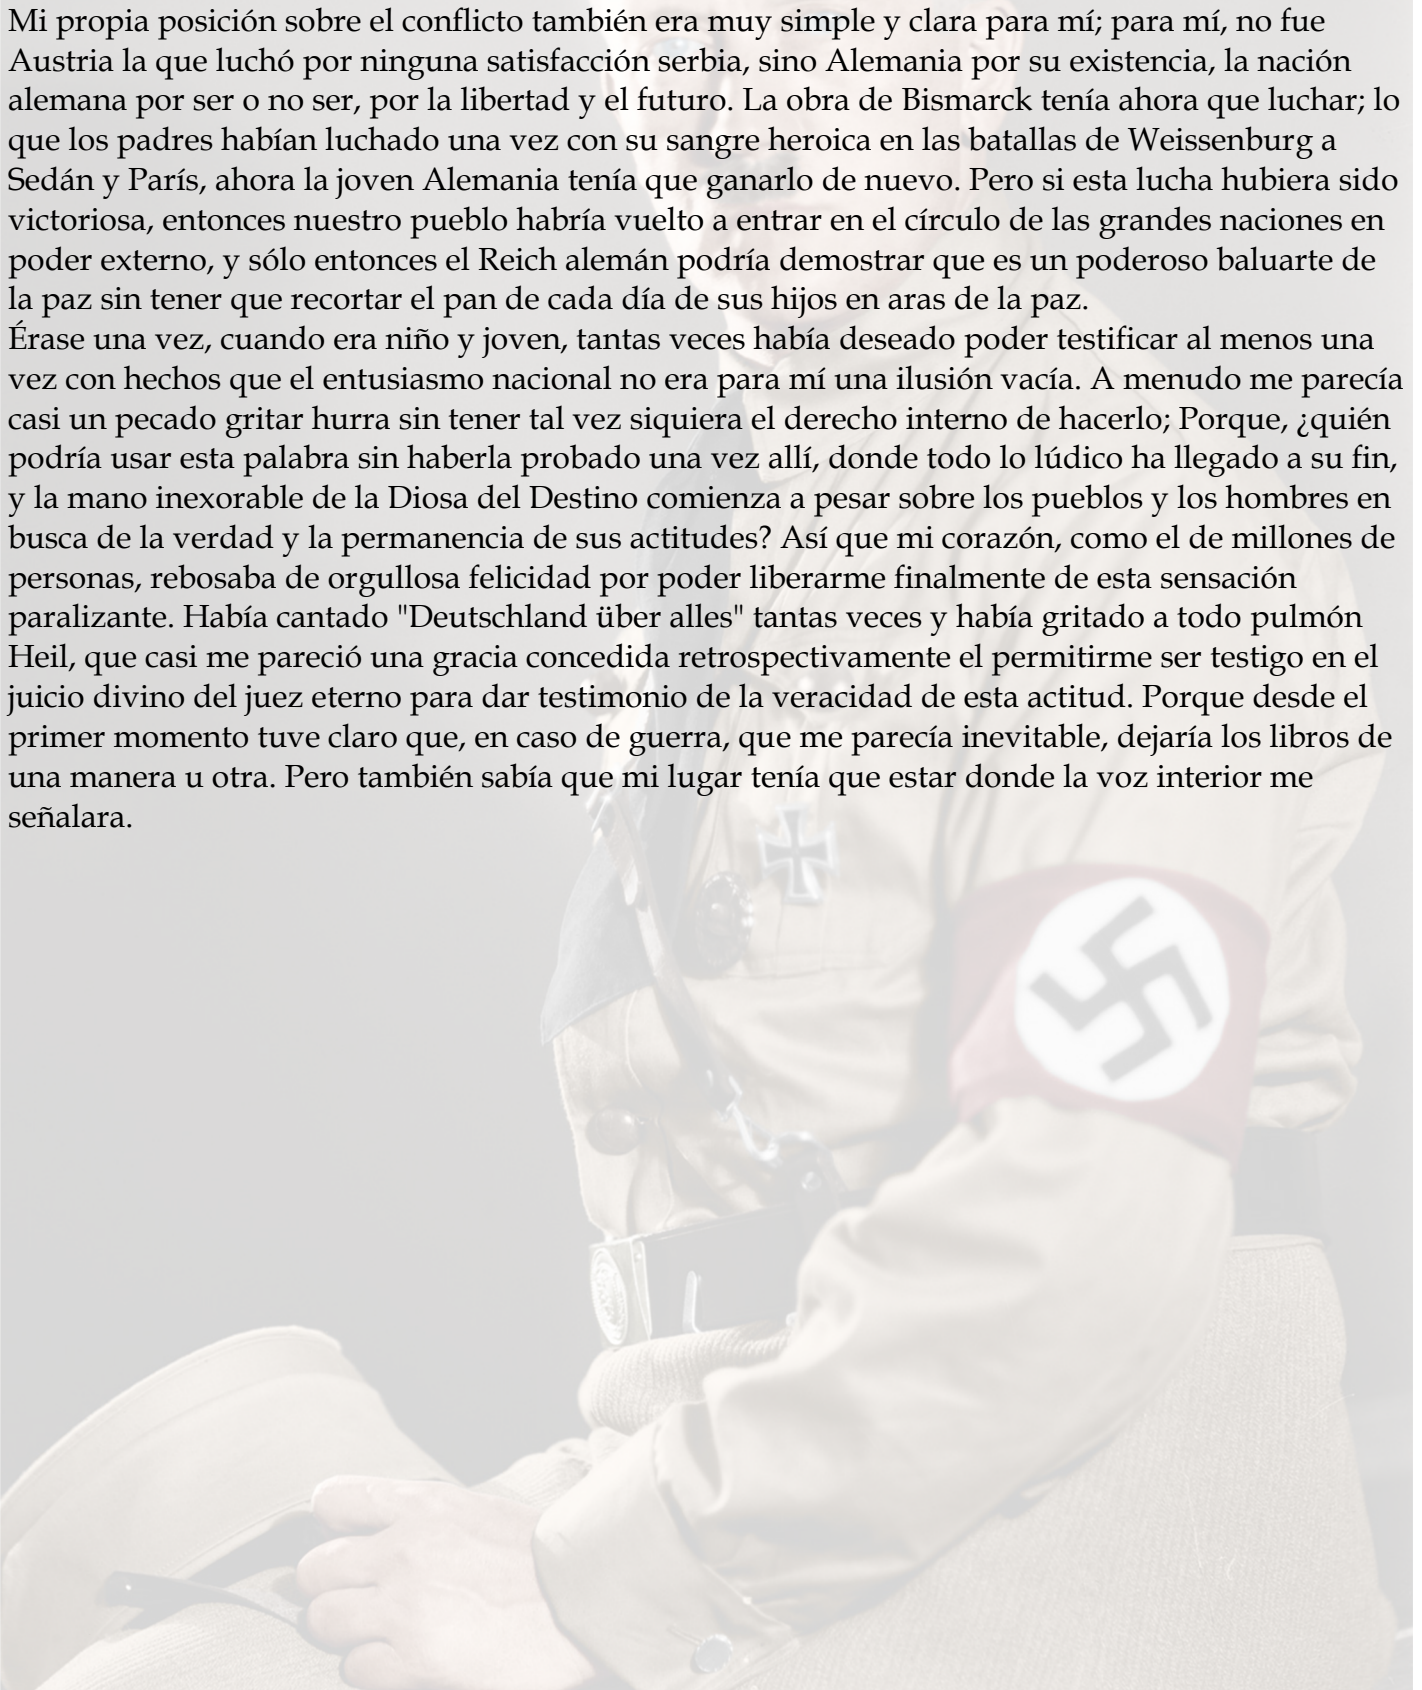 Mi propia posición sobre el conflicto también era muy simple y clara para mí; para mí, no fue
Austria la que luchó por ninguna satisfacción serbia, sino Alemania por su existencia, la nación
alemana por ser o no ser, por la libertad y el futuro. La obra de Bismarck tenía ahora que luchar; lo
que los padres habían luchado una vez con su sangre heroica en las batallas de Weissenburg a
Sedán y París, ahora la joven Alemania tenía que ganarlo de nuevo. Pero si esta lucha hubiera sido
victoriosa, entonces nuestro pueblo habría vuelto a entrar en el círculo de las grandes naciones en
poder externo, y sólo entonces el Reich alemán podría demostrar que es un poderoso baluarte de
la paz sin tener que recortar el pan de cada día de sus hijos en aras de la paz.
Érase una vez, cuando era niño y joven, tantas veces había deseado poder testificar al menos una
vez con hechos que el entusiasmo nacional no era para mí una ilusión vacía. A menudo me parecía
casi un pecado gritar hurra sin tener tal vez siquiera el derecho interno de hacerlo; Porque, ¿quién
podría usar esta palabra sin haberla probado una vez allí, donde todo lo lúdico ha llegado a su fin,
y la mano inexorable de la Diosa del Destino comienza a pesar sobre los pueblos y los hombres en
busca de la verdad y la permanencia de sus actitudes? Así que mi corazón, como el de millones de
personas, rebosaba de orgullosa felicidad por poder liberarme finalmente de esta sensación
paralizante. Había cantado "Deutschland über alles" tantas veces y había gritado a todo pulmón
Heil, que casi me pareció una gracia concedida retrospectivamente el permitirme ser testigo en el
juicio divino del juez eterno para dar testimonio de la veracidad de esta actitud. Porque desde el
primer momento tuve claro que, en caso de guerra, que me parecía inevitable, dejaría los libros de
una manera u otra. Pero también sabía que mi lugar tenía que estar donde la voz interior me
señalara.